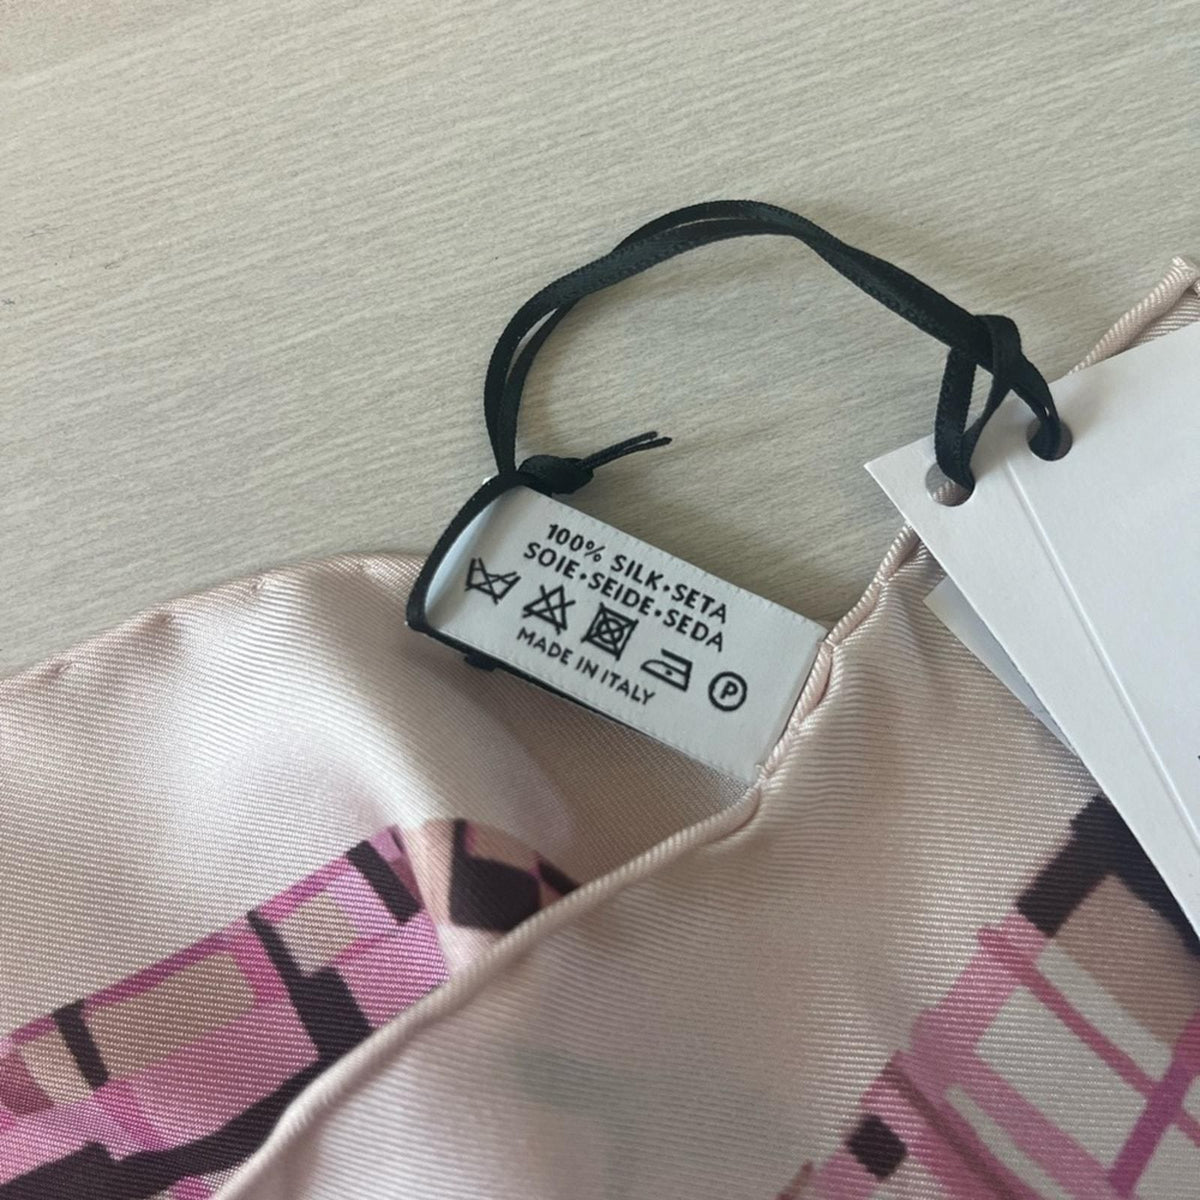 100% SILK•SETA
SOIE•SEIDE•SEDA
P
MADE IN ITALY